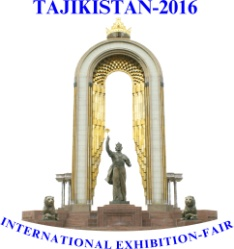 TAJIKISTAN-2016
INTERNATIONAL EXHIBITION-FAIR